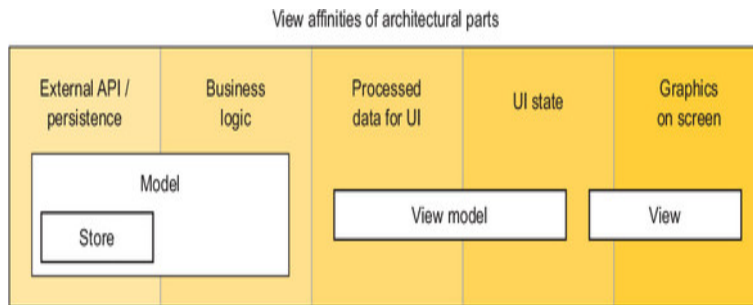 View affinities of architectural parts
External API /
persistence
Business
logic
Processed
data for UI
UI state
Graphics
on screen
Model
Store
View model
View